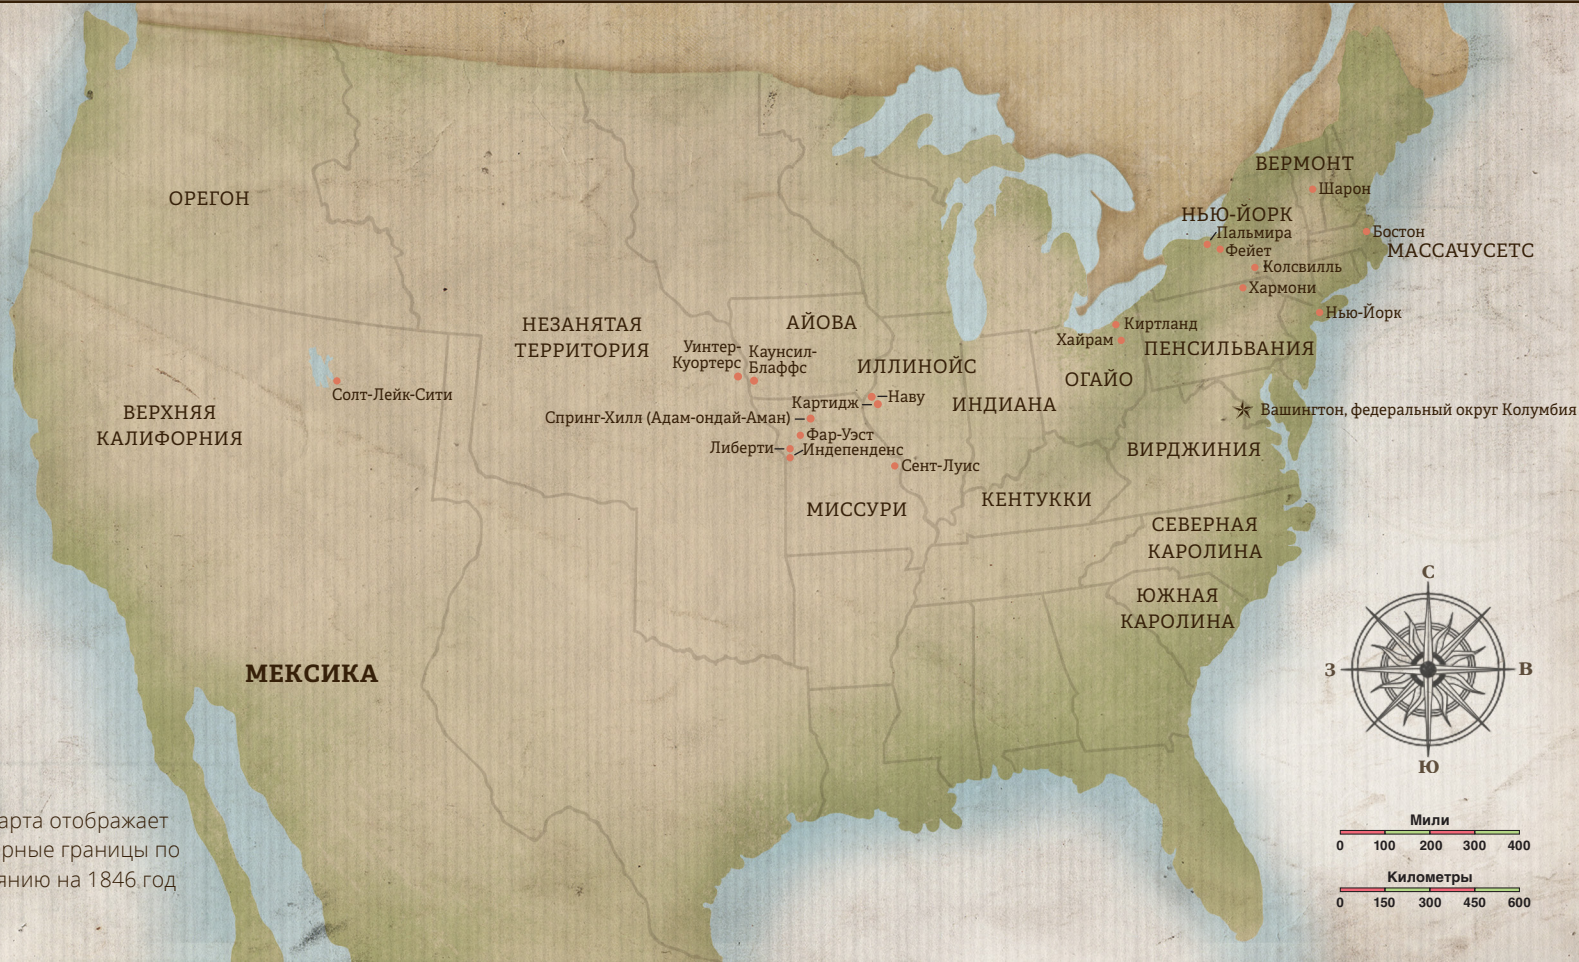 ВЕРМОНТ
Шарон
ОРЕГОН
НЬЮ-ЙОРК
Пальмира
Бостон
Фейет
МАССАЧУСЕТС
Колсвилль
Хармони
Нью-Йорк
НЕЗАНЯТАЯ
ТЕРРИТОРИЯ
АЙОВА
Киртланд
Хайрам
ПЕНСИЛЬВАНИЯ
Уинтер-
Куортерс
Каунсил-
Блаффс
ИЛЛИНОЙС
ОГАЙО
Солт-Лейк-Сити
Наву
Картидж
ИНДИАНА
Вашингтон, федеральный округ Колумбия
ВЕРХНЯЯ
КАЛИФОРНИЯ
Спринг-Хилл (Адам-ондай-Аман)
Фар-Уэст
Либерти
Индепенденс
ВИРДЖИНИЯ
Сент-Луис
МИССУРИ
КЕНТУККИ
СЕВЕРНАЯ
КАРОЛИНА
ЮЖНАЯ
КАРОЛИНА
МЕКСИКА
С
З
В
Ю
арта отображает
рные границы по
янию на 1846 год
Мили
0 100 200 300 400
Километры
0 150 300 450 600